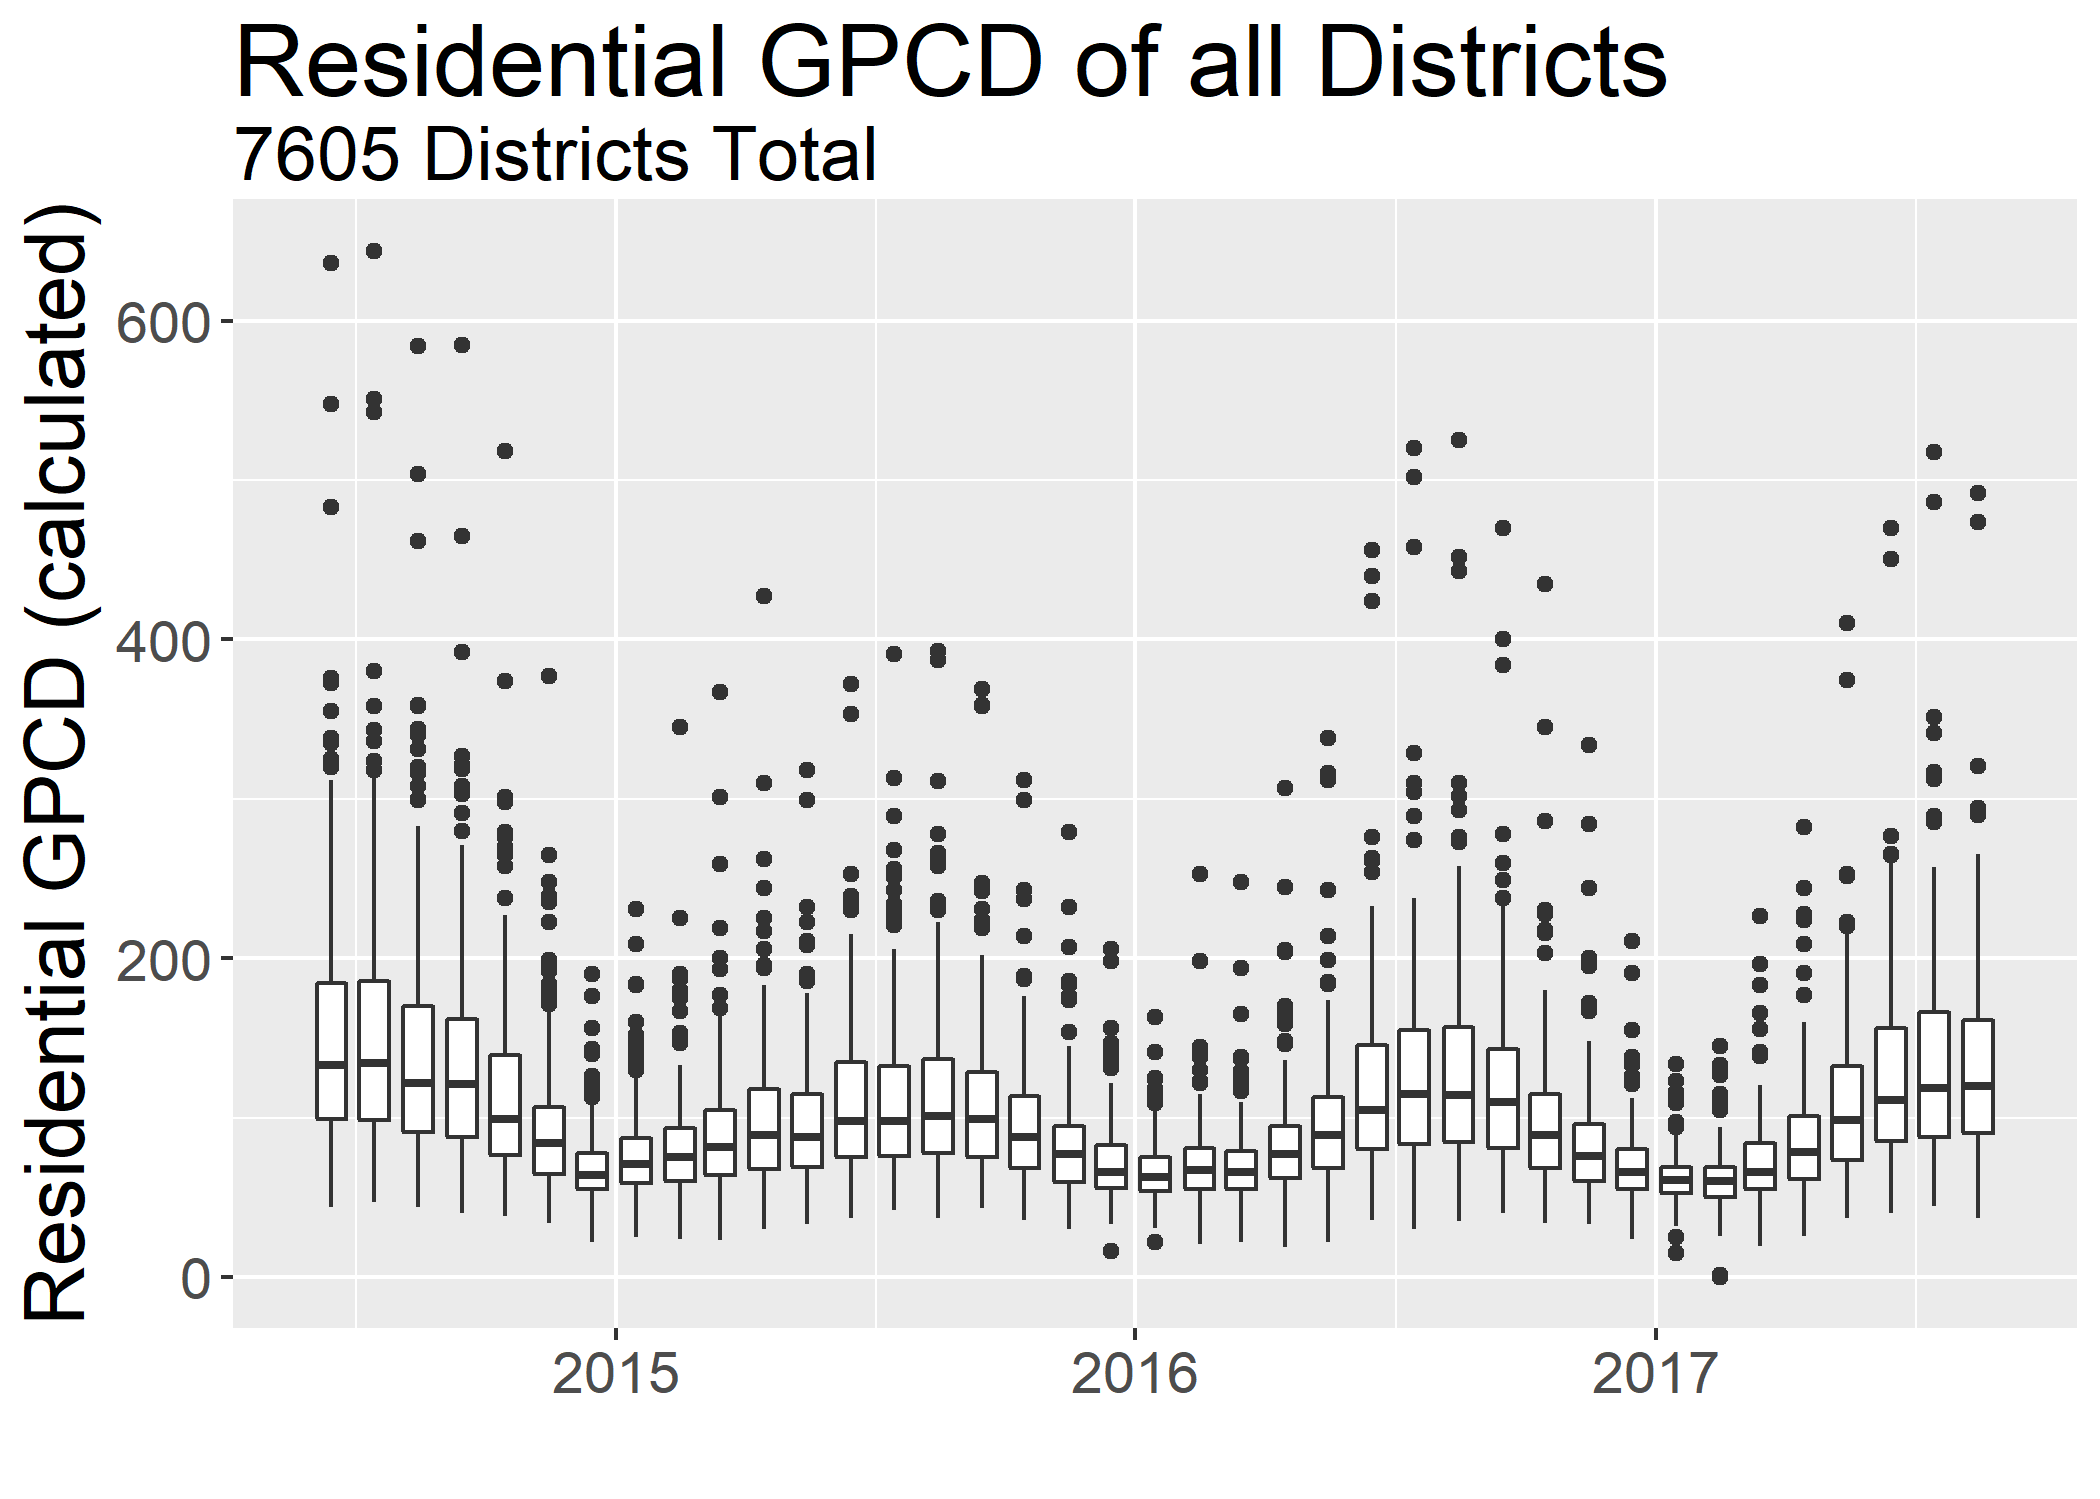 Residential GPCD of all Districts
7605 Districts Total
Residential GPCD (calculated)
600
400
200
0
2015
2016
2017